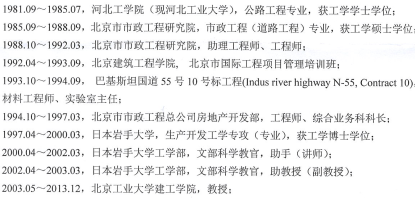 1981.09～1985.07，河北工学院（现河北工业大学），公路工程专业，获工学学士学位；
1985.09～1988.09，北京市市政工程研究院，市政工程（道路工程）专业，获工学硕士学位；
1988.10～1992.03，北京市市政工程研究院，助理工程师、工程师；
1992.04～1993.09，北京建筑工程学院， 北京市国际工程项目管理培训班；
1993.10～1994.09， 巴基斯坦国道 55 号 10 号标工程(Indus river highway N-55, Contract 10)，
材料工程师、实验室主任；
1994.10～1997.03，北京市市政工程总公司房地产开发部，工程师、综合业务科科长；
1997.04～2000.03，日本岩手大学，生产开发工学专攻（专业），获工学博士学位；
2000.04～2002.03，日本岩手大学工学部，文部科学教官，助手（讲师）；
2002.04～2003.03，日本岩手大学工学部，文部科学教官，助教授（副教授）；
2003.05～2013.12，北京工业大学建工学院，教授；